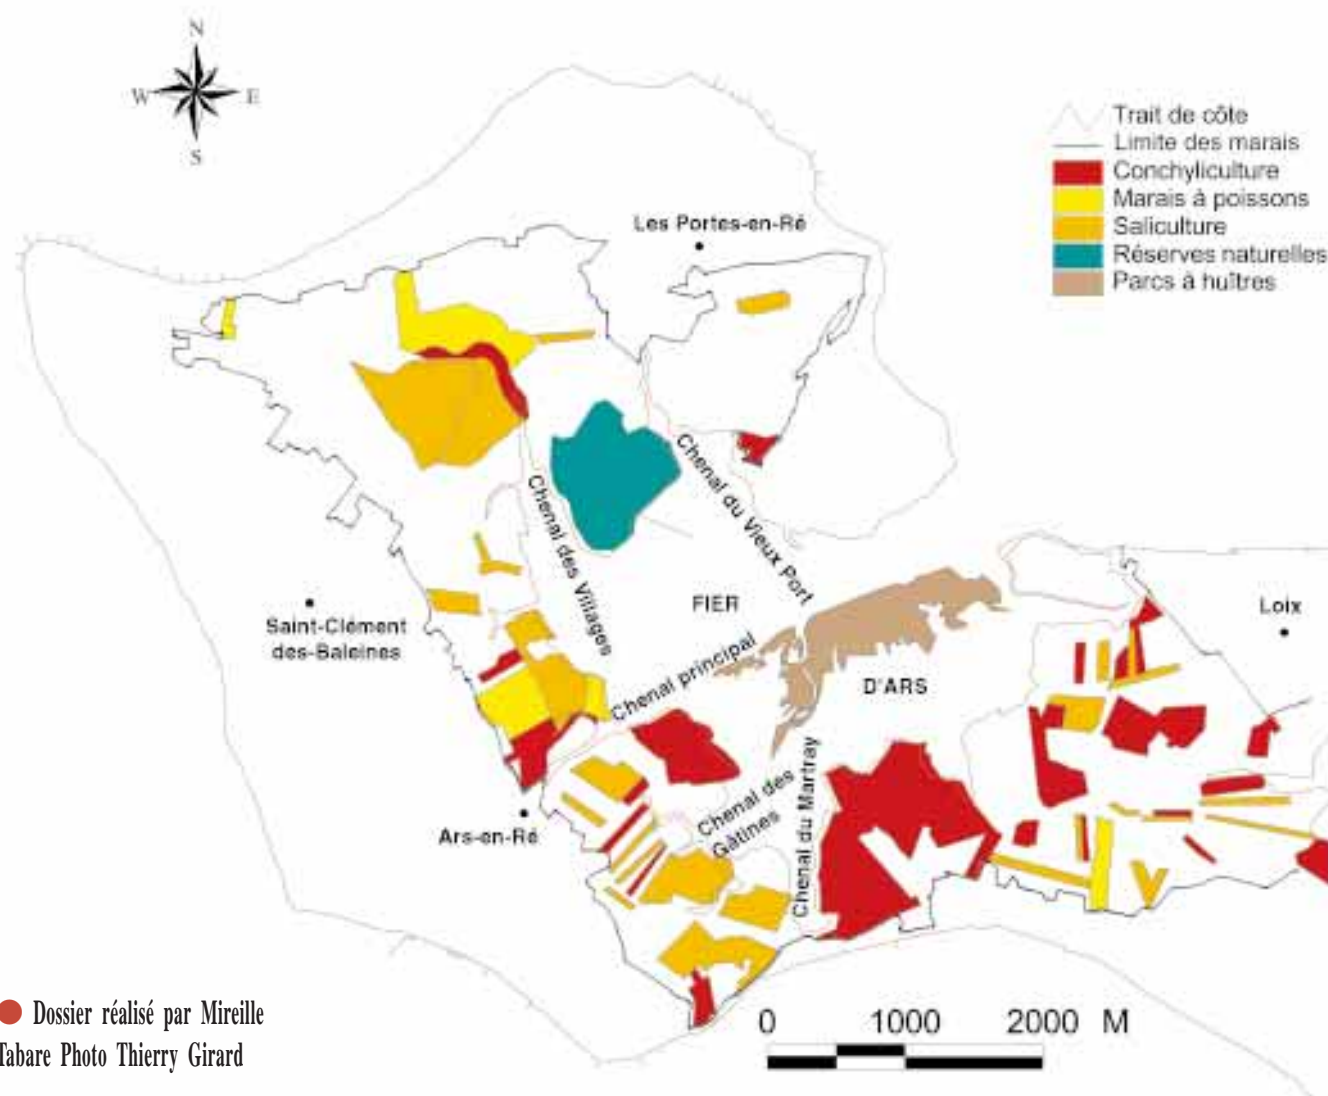 N
W E
S
Trait de côte
Limite des marais
Conchyliculture
Marais à poissons
Saliculture
Réserves naturelles
Parcs à huîtres
Les Portes-en-Ré
Chenal du Vieux Port
Chenal des Villages
FIER
Loix
Saint-Clément
des-Baleines
Chenal principal
D'ARS
Chenal du Martray
Chenal des
Gâtines
Ars-en-Ré
0 1000 2000 M
Dossier réalisé par Mireille
Tabare Photo Thierry Girard